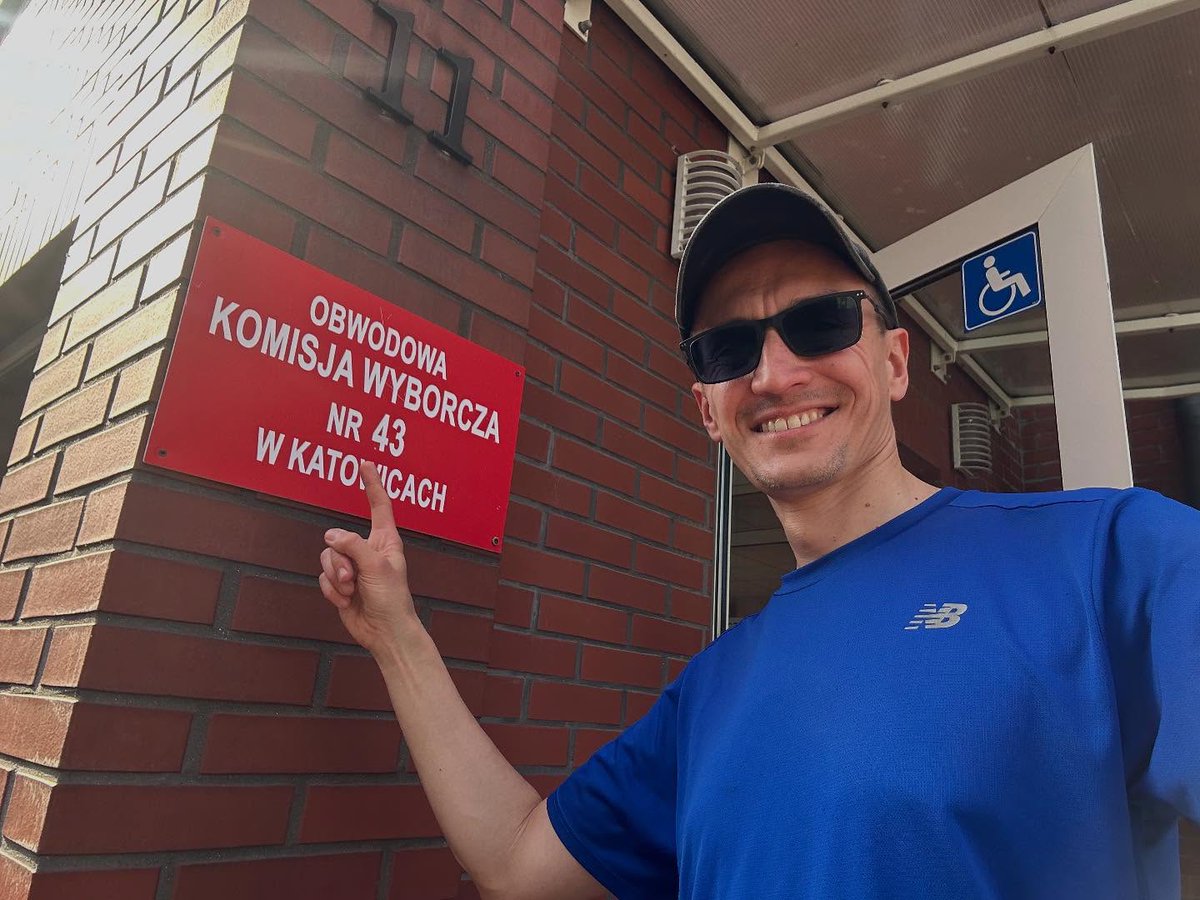 11
OBWODOWA
KOMISJA WYBORCZA
NR 43
W KATOWICACH
NB